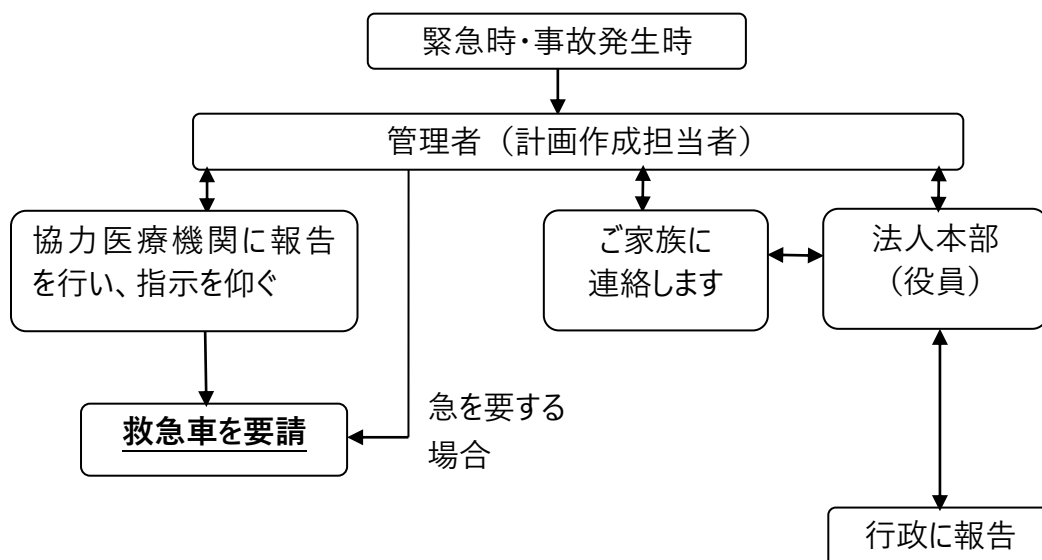 緊急時・事故発生時
管理者（計画作成担当者）
協力医療機関に報告
を行い、指示を仰ぐ
ご家族に
連絡します
法人本部
（役員）
救急車を要請
急を要する
場合
行政に報告